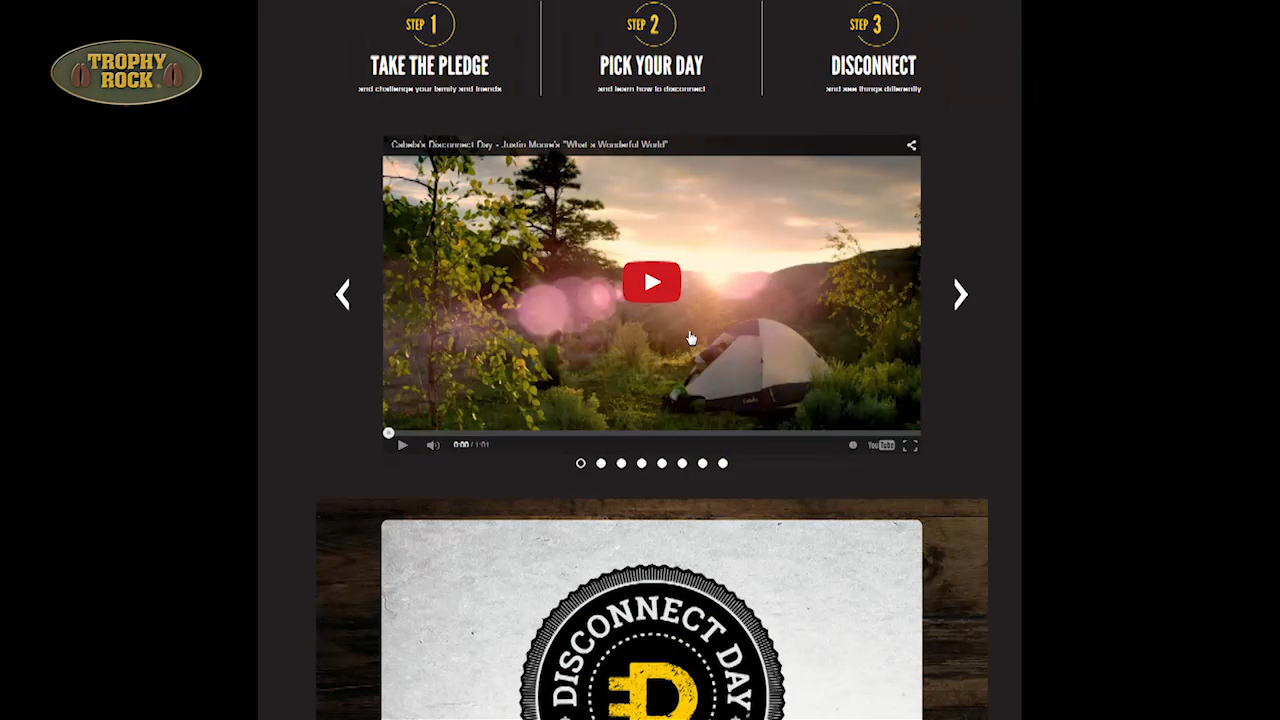 TROPHY
ROCK
STEP 1
STEP 2
STEP 3
TAKE THE PLEDGE
PICK YOUR DAY
DISCONNECT
and challenge your family and friends
and learn how to disconnect
and see things differently
Cabela's Disconnect Day - Justin Moore's "What a Wonderful World"
0:00 / 1:01
YouTube
DISCONNECT DAY
D